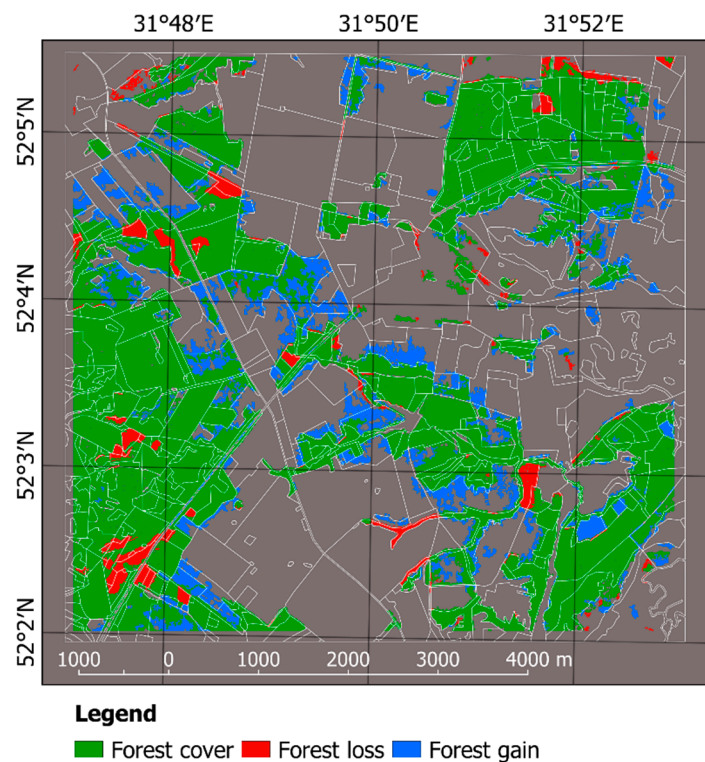 31°48′E 31°50′E 31°52′E
52°5′N
52°4′N
52°3′N
52°2′N
1000 0 1000 2000 3000 4000 m
Legend
Forest cover Forest loss Forest gain